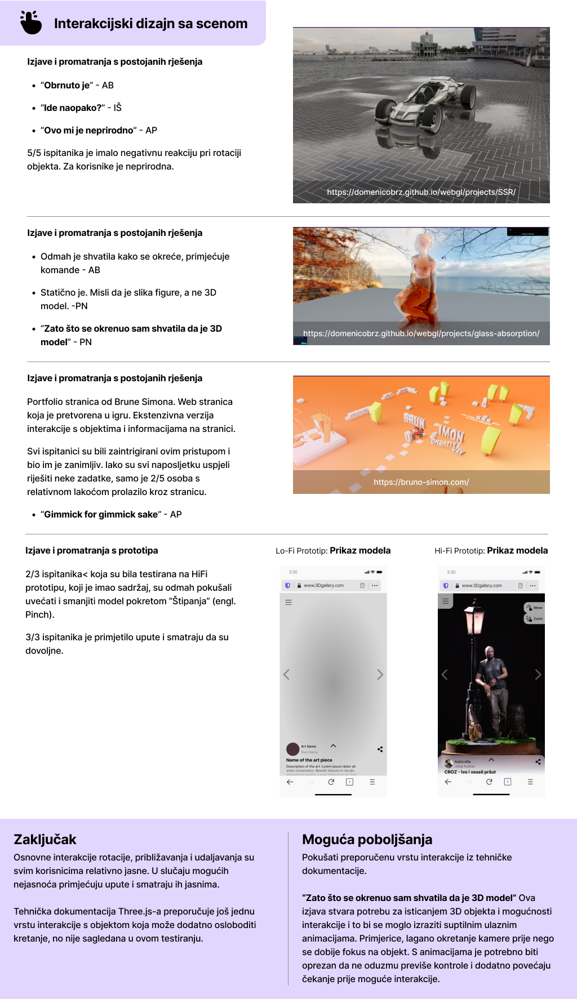 Interakcijski dizajn sa scenom
Izjave i promatranja s postojanih rješenja
• “Obrnuto je” - AB
• “Ide naopako?” - IŠ
• “Ovo mi je neprirodno” - AP
5/5 ispitanika je imalo negativnu reakciju pri rotaciji
objekta. Za korisnike je neprirodna.
https://domenicobrz.github.io/webgl/projects/SSR/
Izjave i promatranja s postojanih rješenja
• Odmah je shvatila kako se okreće, primjećuje
komande - AB
• Statično je. Misli da je slika figure, a ne 3D
model. -PN
• “Zato što se okrenuo sam shvatila da je 3D
model” - PN
https://domenicobrz.github.io/webgl/projects/glass-absorption/
Izjave i promatranja s postojanih rješenja
Portfolio stranica od Brune Simona. Web stranica
koja je pretvorena u igru. Ekstenzivna verzija
interakcije s objektima i informacijama na stranici.
Svi ispitanici su bili zaintrigirani ovim pristupom i
bio im je zanimljiv. Iako su svi naposljetku uspjeli
riješiti neke zadatke, samo je 2/5 osoba s
relativnom lakoćom prolazilo kroz stranicu.
• “Gimmick for gimmick sake” - AP
BRUN
IMON
CREATIVE
DEV
https://bruno-simon.com/
Izjave i promatranja s prototipa
2/3 ispitanika< koja su bila testirana na HiFi
prototipu, koji je imao sadržaj, su odmah pokušali
uvećati i smanjiti model pokretom “Štipanja” (engl.
Pinch).
3/3 ispitanika je primjetilo upute i smatraju da su
dovoljne.
Lo-Fi Prototip: Prikaz modela
3:30
www.3Dgallery.com
Art Name
Real Name
Name of the art piece
Description of the art. Lorem ipsum dolor sit
amet consectetur. Blandit aliquam in iaculis
1
Hi-Fi Prototip: Prikaz modela
3:30
www.3Dgallery.com
Move
Zoom
Kukicrafts
Josip Kuštan
CROZ - Ivo i veseli pršut
1
Zaključak
Osnovne interakcije rotacije, približavanja i udaljavanja su
svim korisnicima relativno jasne. U slučaju mogućih
nejasnoća primjećuju upute i smatraju ih jasnima.
Tehnička dokumentacija Three.js-a preporučuje još jednu
vrstu interakcije s objektom koja može dodatno osloboditi
kretanje, no nije sagledana u ovom testiranju.
Moguća poboljšanja
Pokušati preporučenu vrstu interakcije iz tehničke
dokumentacije.
“Zato što se okrenuo sam shvatila da je 3D model” Ova
izjava stvara potrebu za isticanjem 3D objekta i mogućnosti
interakcije i to bi se moglo izraziti suptilnim ulaznim
animacijama. Primjerice, lagano okretanje kamere prije nego
se dobije fokus na objekt. S animacijama je potrebno biti
oprezan da ne oduzmu previše kontrole i dodatno povećaju
čekanje prije moguće interakcije.